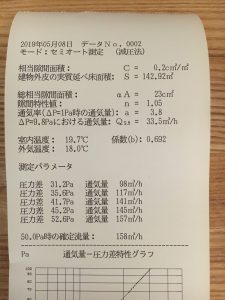 2019年05月08日 データNo. 0002
モード：セミオート測定 (減圧法)
相当隙間面積： C = 0.2c㎡/㎡
建物外皮の実質延べ床面積： S = 142.92㎡
総相当隙間面積： αA = 23c㎡
隙間特性値： n = 1.05
通気率(ΔP=1Pa時の通気量)：a = 3.8
ΔP=9.8Paにおける通気量：Q9.8 = 33.5㎥/h
室内温度： 19.7℃ 係数(b)：0.692
外気温度： 18.0℃
測定パラメータ
圧力差 31.2Pa 通気量 98㎥/h
圧力差 35.6Pa 通気量 117㎥/h
圧力差 41.7Pa 通気量 141㎥/h
圧力差 45.2Pa 通気量 145㎥/h
圧力差 52.6Pa 通気量 157㎥/h
50.0Pa時の確定流量： 158㎥/h
Pa 通気量－圧力差特性グラフ
100